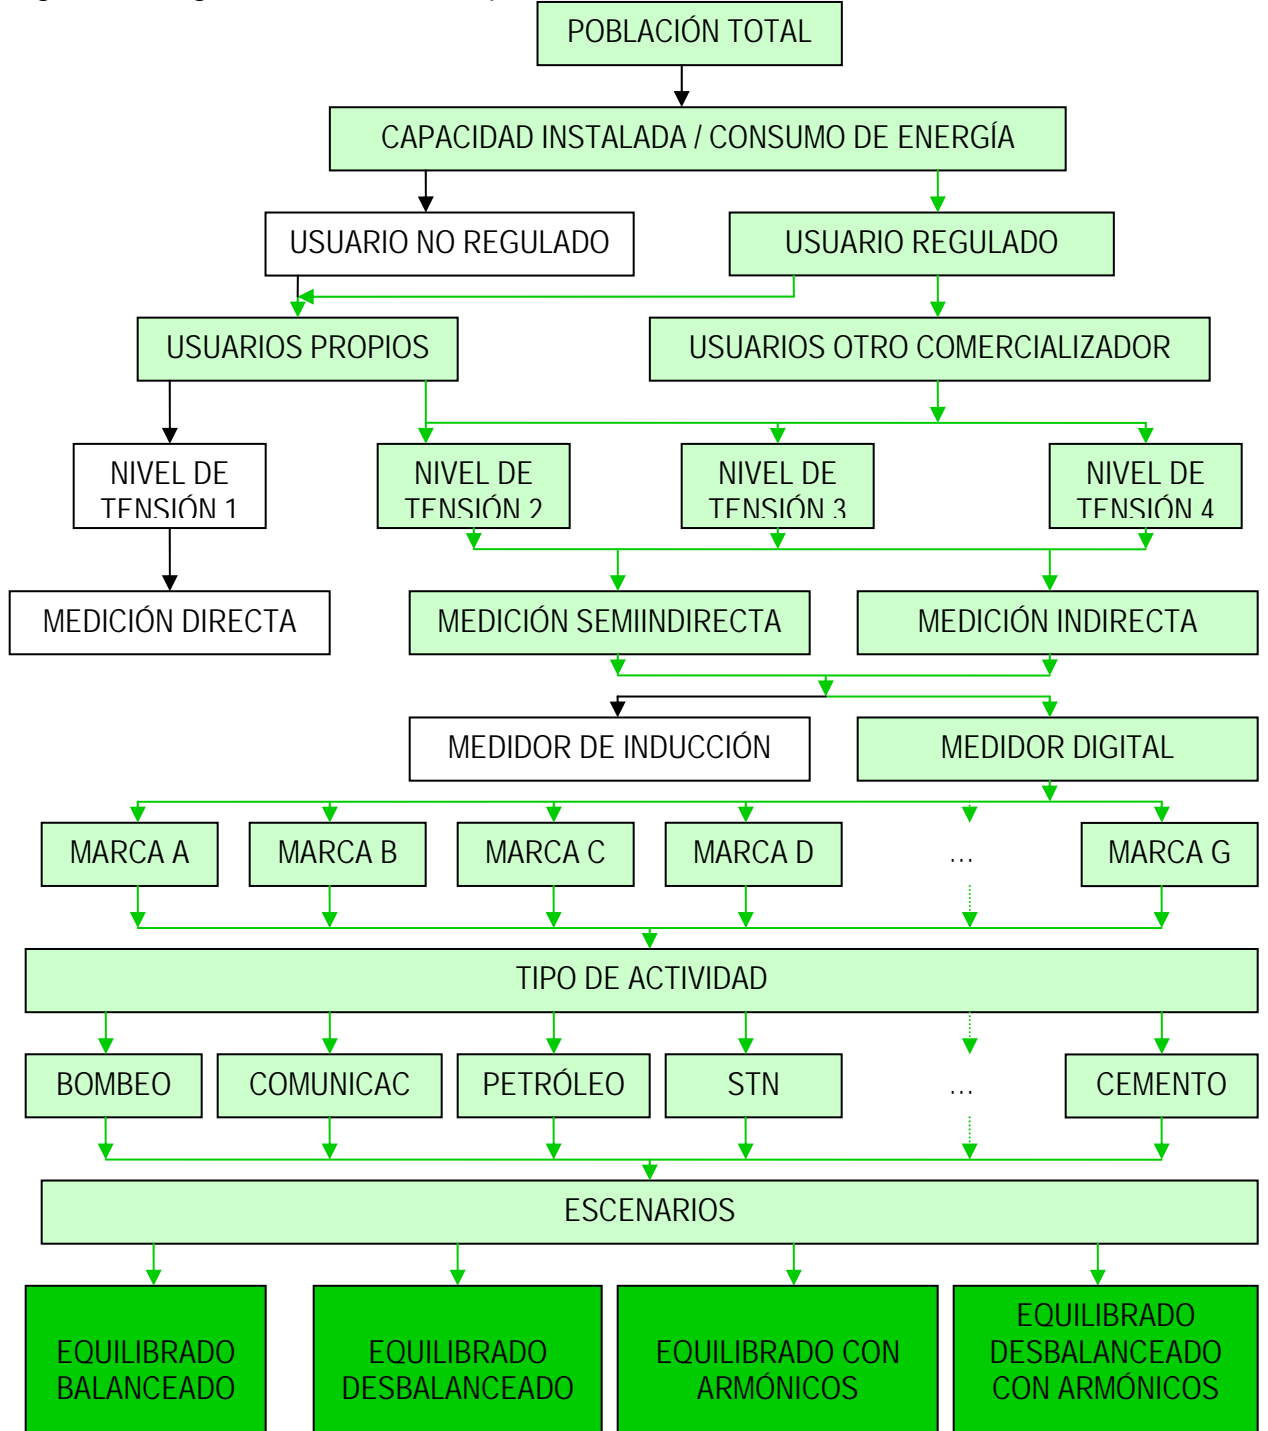 POBLACIÓN TOTAL
CAPACIDAD INSTALADA / CONSUMO DE ENERGÍA
USUARIO NO REGULADO
USUARIO REGULADO
USUARIOS PROPIOS
USUARIOS OTRO COMERCIALIZADOR
NIVEL DE
TENSIÓN 1
NIVEL DE
TENSIÓN 2
NIVEL DE
TENSIÓN 3
NIVEL DE
TENSIÓN 4
MEDICIÓN DIRECTA
MEDICIÓN SEMIINDIRECTA
MEDICIÓN INDIRECTA
MEDIDOR DE INDUCCIÓN
MEDIDOR DIGITAL
MARCA A
MARCA B
MARCA C
MARCA D
...
MARCA G
TIPO DE ACTIVIDAD
BOMBEO
COMUNICAC
PETRÓLEO
STN
...
CEMENTO
ESCENARIOS
EQUILIBRADO
BALANCEADO
EQUILIBRADO
DESBALANCEADO
EQUILIBRADO CON
ARMÓNICOS
EQUILIBRADO
DESBALANCEADO
CON ARMÓNICOS